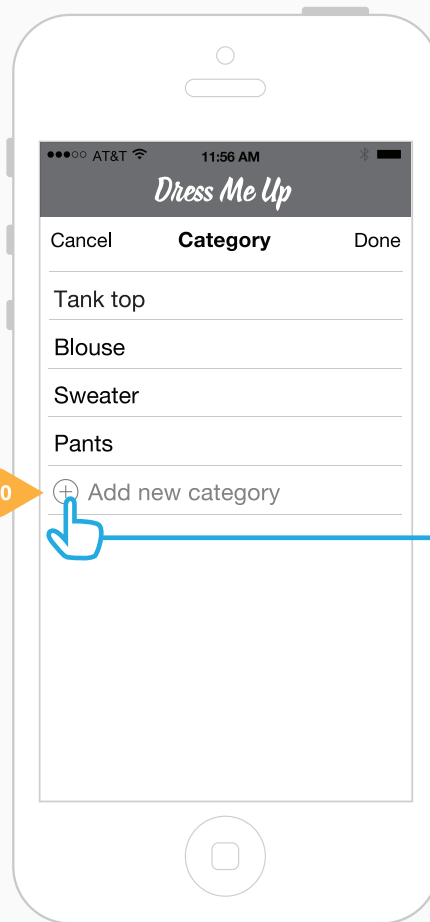 AT&T 11:56 AM
Dress Me Up
Cancel Category Done
Tank top
Blouse
Sweater
Pants
0
Add new category